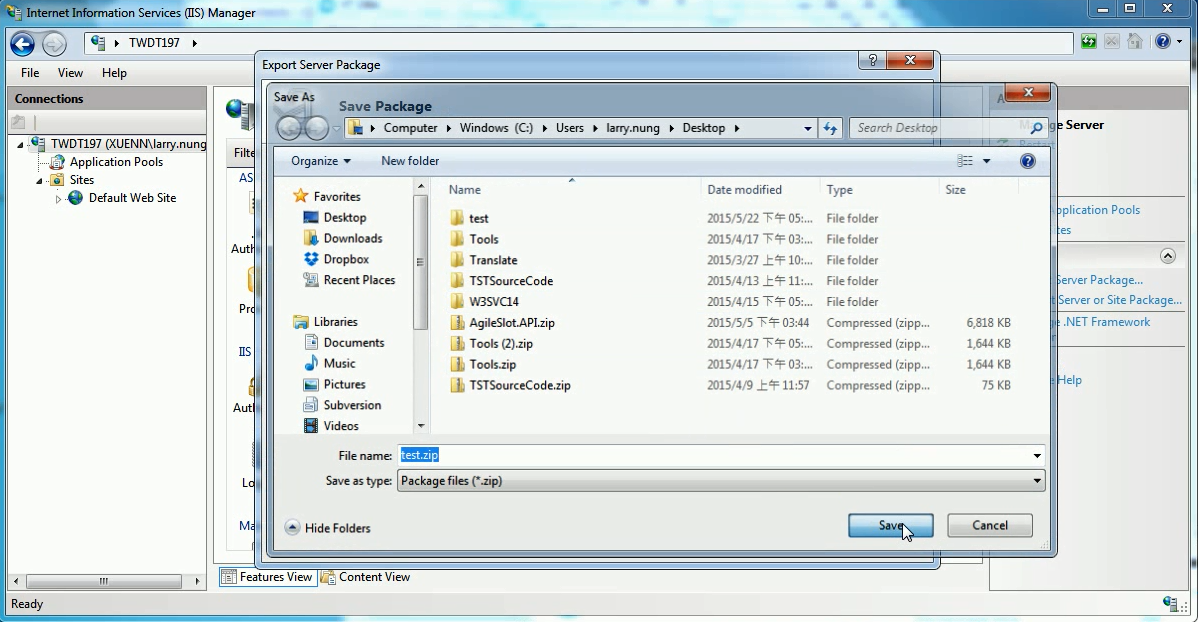 Internet Information Services (IIS) Manager
TWDT197
File View Help
Export Server Package
Connections
TWDT197 (XUENN\larry.nung
Application Pools
Sites
Default Web Site
Save As
Save Package
Computer Windows (C:) Users larry.nung Desktop
Search Desktop
Organize New folder
Favorites
Desktop
Downloads
Dropbox
Recent Places
Libraries
Documents
Music
Pictures
Subversion
Videos
Name Date modified Type Size
test 2015/5/22 下午 05:... File folder
Tools 2015/4/17 下午 03:... File folder
Translate 2015/3/27 上午 10:... File folder
TSTSourceCode 2015/4/13 上午 11:... File folder
W3SVC14 2015/4/15 下午 05:... File folder
AgileSlot.API.zip 2015/5/5 下午 03:44 Compressed (zipp... 6,818 KB
Tools (2).zip 2015/4/17 下午 05:... Compressed (zipp... 1,644 KB
Tools.zip 2015/4/17 下午 03:... Compressed (zipp... 1,644 KB
TSTSourceCode.zip 2015/4/9 上午 11:57 Compressed (zipp... 75 KB
File name: test.zip
Save as type: Package files (*.zip)
Hide Folders
Save Cancel
Filte
AS
Auth
Pro
IIS
Auth
Lo
Ma
Server
pplication Pools
tes
Server Package...
t Server or Site Package...
.NET Framework
Help
Features View Content View
Ready